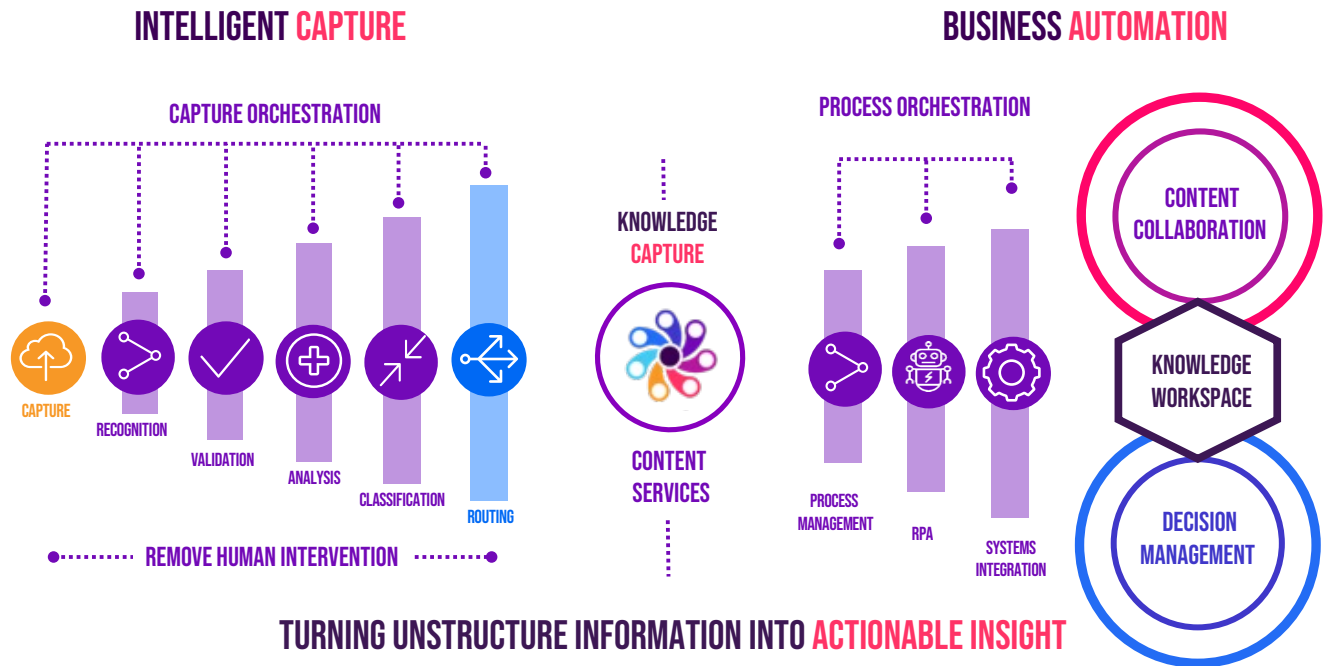 INTELLIGENT CAPTURE
CAPTURE ORCHESTRATION
CAPTURE
RECOGNITION
VALIDATION
ANALYSIS
CLASSIFICATION
ROUTING
REMOVE HUMAN INTERVENTION
KNOWLEDGE
CAPTURE
CONTENT
SERVICES
BUSINESS AUTOMATION
PROCESS ORCHESTRATION
PROCESS
MANAGEMENT
RPA
SYSTEMS
INTEGRATION
CONTENT
COLLABORATION
KNOWLEDGE
WORKSPACE
DECISION
MANAGEMENT
TURNING UNSTRUCTURE INFORMATION INTO ACTIONABLE INSIGHT